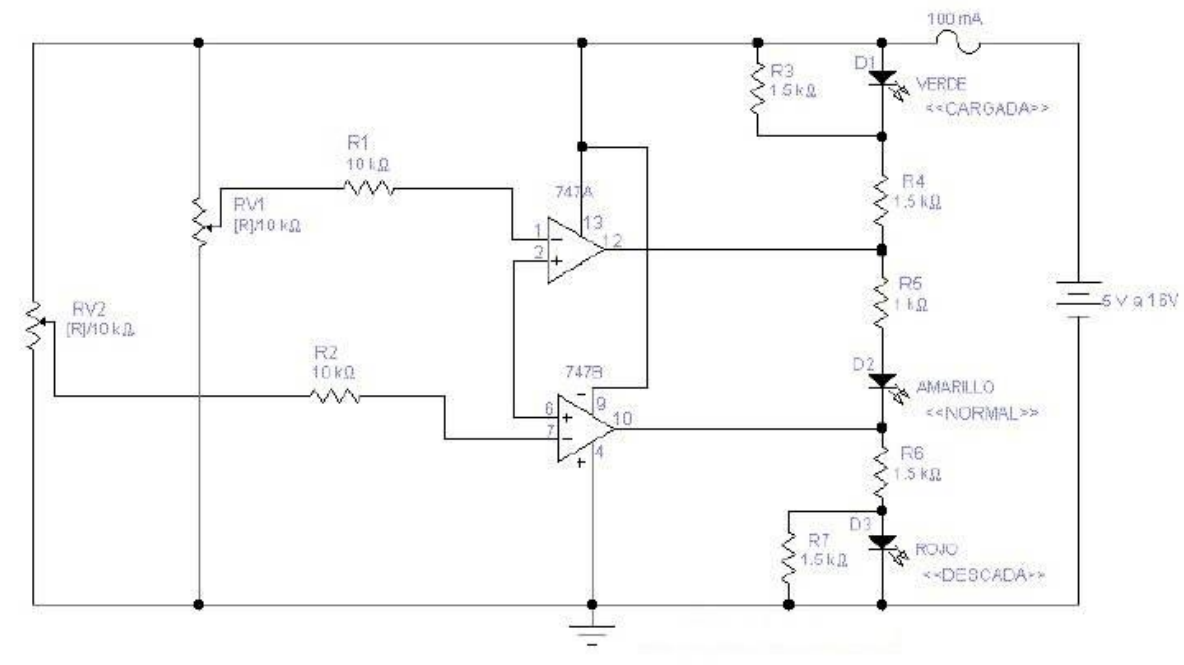 100 mA
D1
R3
1.5 kΩ
VERDE
<<CARGADA>>
R1
10 kΩ
R4
1.5 kΩ
747A
RV1
[R]/10 kΩ
13
1
-
12
2
+
R5
1 kΩ
5 V a 16V
RV2
[R]/10 kΩ
R2
10 kΩ
D2
747B
AMARILLO
<<NORMAL>>
-
9
6
+
10
7
-
4
+
R6
1.5 kΩ
D3
R7
1.5 kΩ
ROJO
<<DESCADA>>